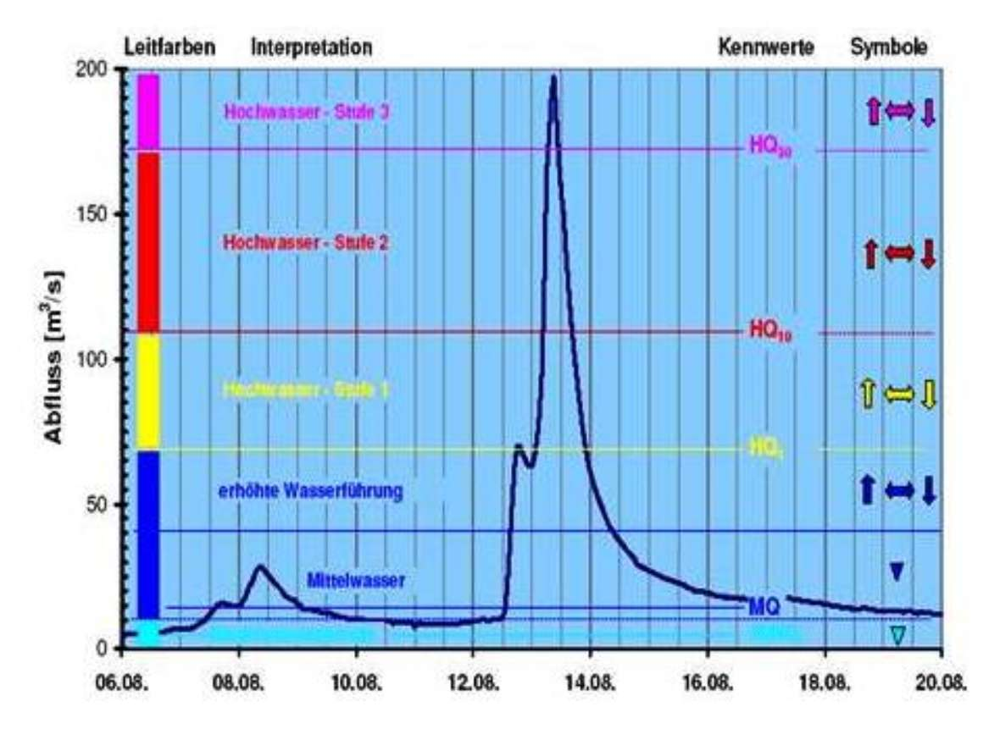 Leitfarben Interpretation Kennwerte Symbole
200
Hochwasser - Stufe 3
HQ
150
Hochwasser - Stufe 2
HQ10
Abfluss [m³/s]
100
Hochwasser - Stufe 1
HQ
50
erhöhte Wasserführung
Mittelwasser
MQ
0
06.08. 08.08. 10.08. 12.08. 14.08. 16.08. 18.08. 20.08.